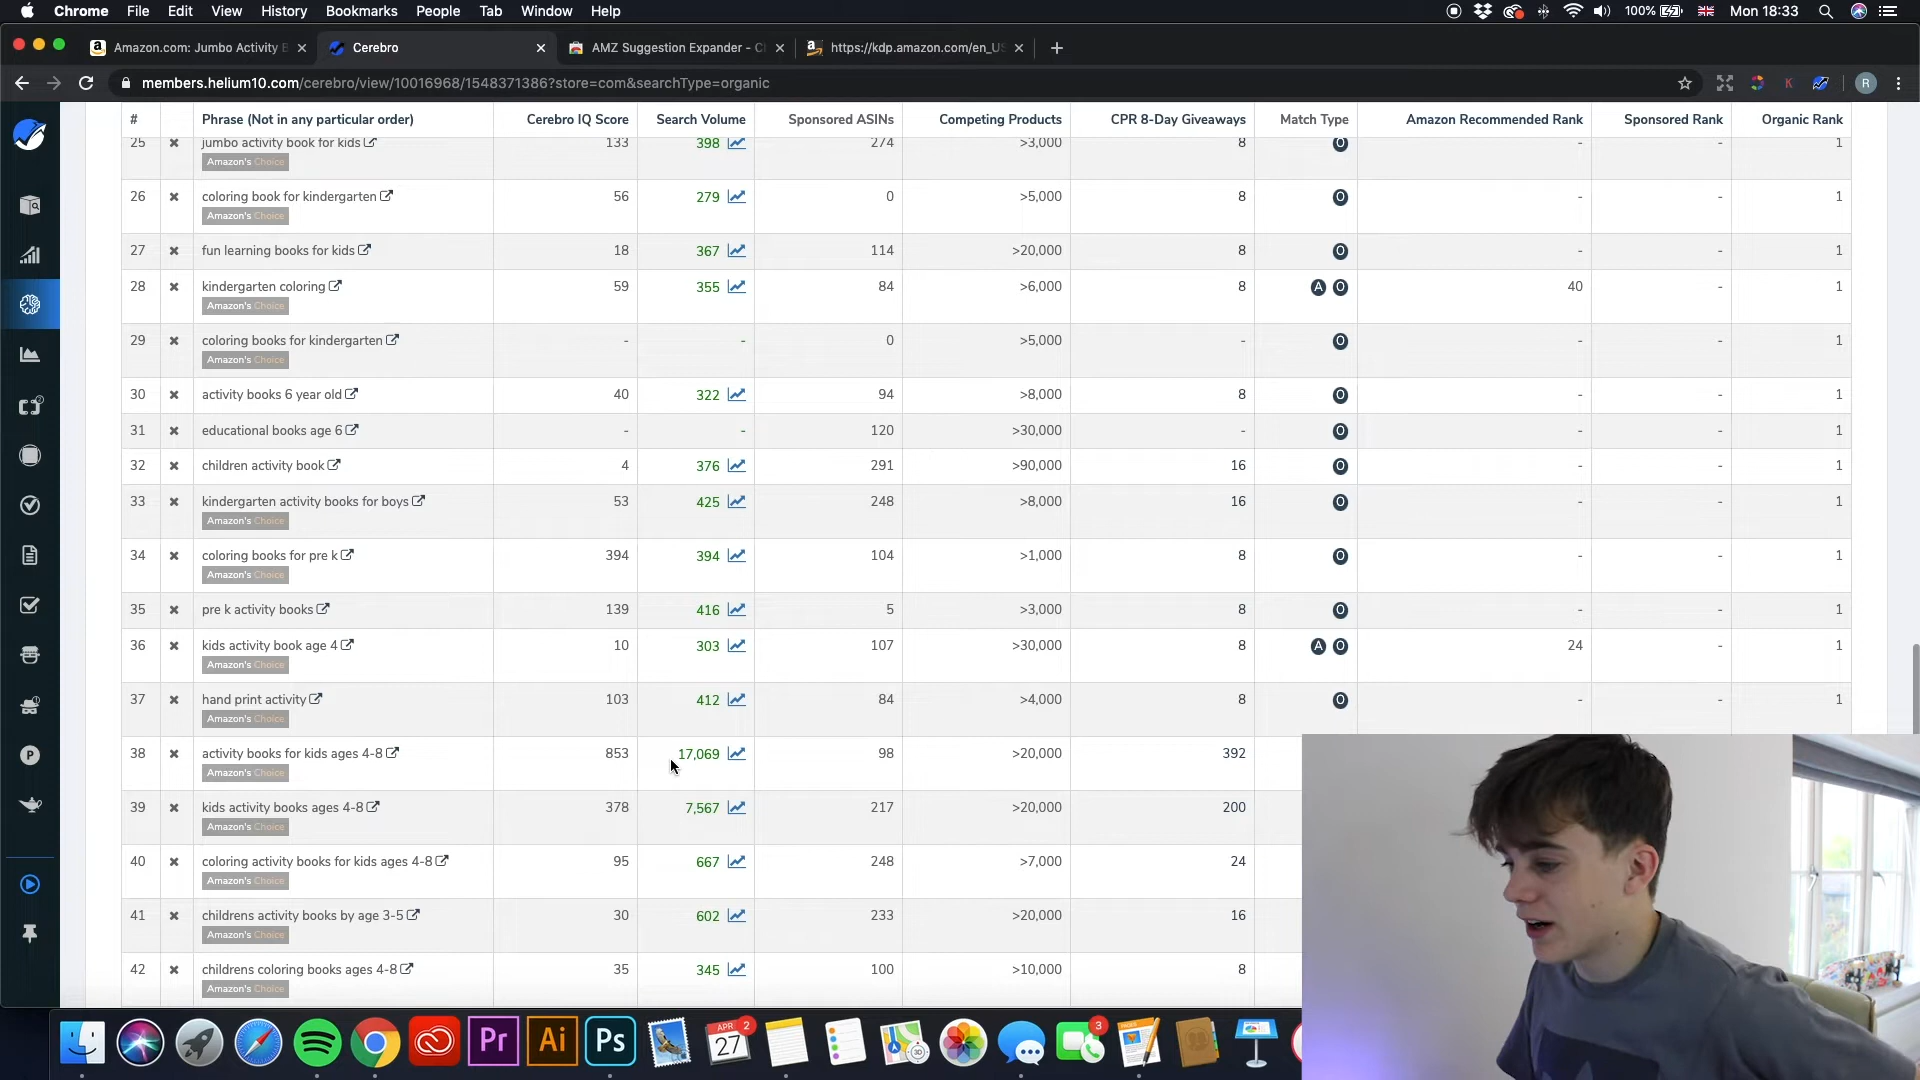 Chrome File Edit View History Bookmarks People Tab Window Help 100% Mon 18:33
Amazon.com: Jumbo Activity E Cerebro AMZ Suggestion Expander - C https://kdp.amazon.com/en_US
members.helium10.com/cerebro/view/10016968/1548371386?store=com&searchType=organic R
# Phrase (Not in any particular order) Cerebro IQ Score Search Volume Sponsored ASINs Competing Products CPR 8-Day Giveaways Match Type Amazon Recommended Rank Sponsored Rank Organic Rank
25 jumbo activity book for kids 133 398 274 >3,000 8 O - - 1
Amazon's Choice
26 coloring book for kindergarten 56 279 0 >5,000 8 O - - 1
Amazon's Choice
27 fun learning books for kids 18 367 114 >20,000 8 O - - 1
28 kindergarten coloring 59 355 84 >6,000 8 A O 40 - 1
Amazon's Choice
29 coloring books for kindergarten - - 0 >5,000 - O - - 1
Amazon's Choice
30 activity books 6 year old 40 322 94 >8,000 8 O - - 1
31 educational books age 6 - - 120 >30,000 - O - - 1
32 children activity book 4 376 291 >90,000 16 O - - 1
33 kindergarten activity books for boys 53 425 248 >8,000 16 O - - 1
Amazon's Choice
34 coloring books for pre k 394 394 104 >1,000 8 O - - 1
Amazon's Choice
35 pre k activity books 139 416 5 >3,000 8 O - - 1
36 kids activity book age 4 10 303 107 >30,000 8 A O 24 - 1
Amazon's Choice
37 hand print activity 103 412 84 >4,000 8 O - - 1
Amazon's Choice
38 activity books for kids ages 4-8 853 17,069 98 >20,000 392
Amazon's Choice
39 kids activity books ages 4-8 378 7,567 217 >20,000 200
Amazon's Choice
40 coloring activity books for kids ages 4-8 95 667 248 >7,000 24
Amazon's Choice
41 childrens activity books by age 3-5 30 602 233 >20,000 16
Amazon's Choice
42 childrens coloring books ages 4-8 35 345 100 >10,000 8
Amazon's Choice
Pr Ai Ps APR 27 2 3